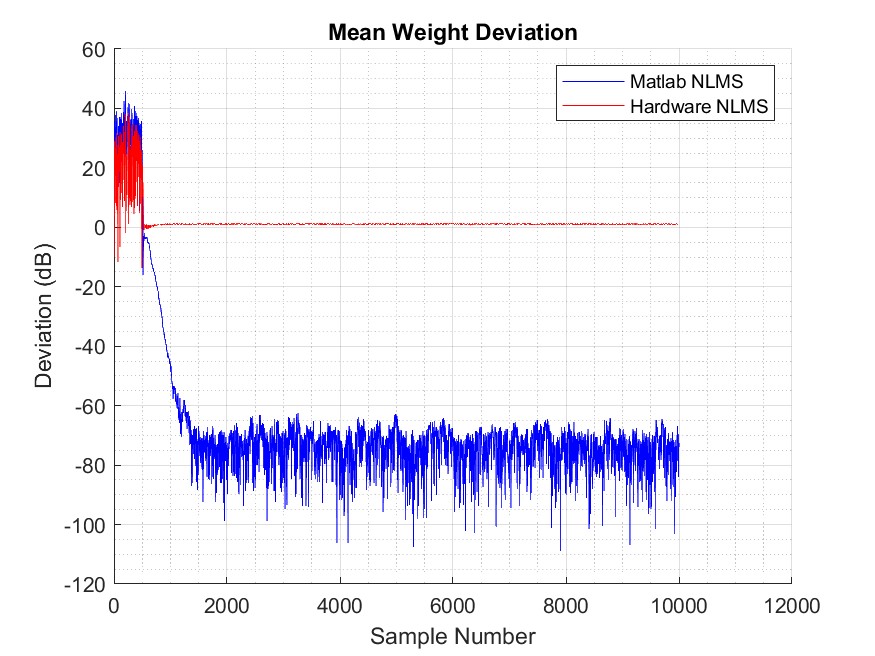 Mean Weight Deviation
Matlab NLMS
Hardware NLMS
60
40
20
0
-20
-40
-60
-80
-100
-120
Deviation (dB)
0 2000 4000 6000 8000 10000 12000
Sample Number